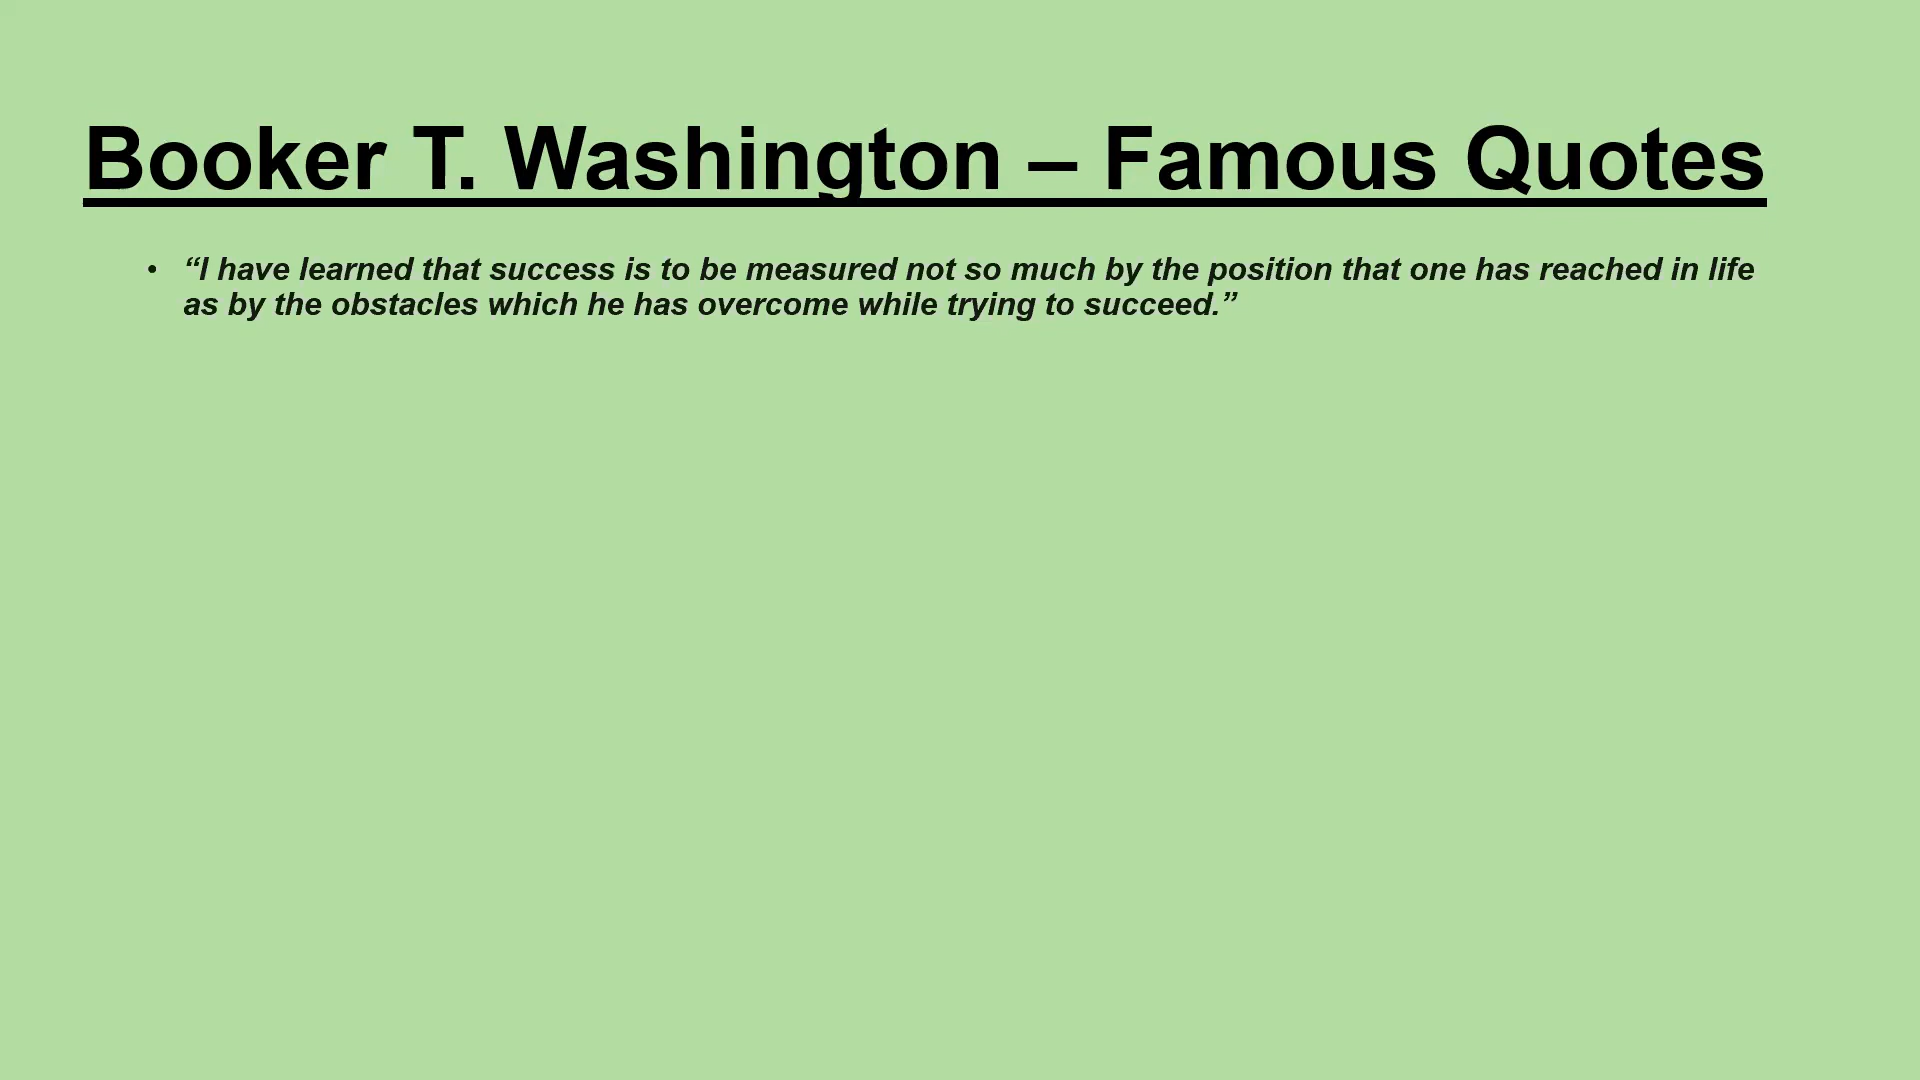 Booker T. Washington – Famous Quotes
• “I have learned that success is to be measured not so much by the position that one has reached in life
as by the obstacles which he has overcome while trying to succeed.”